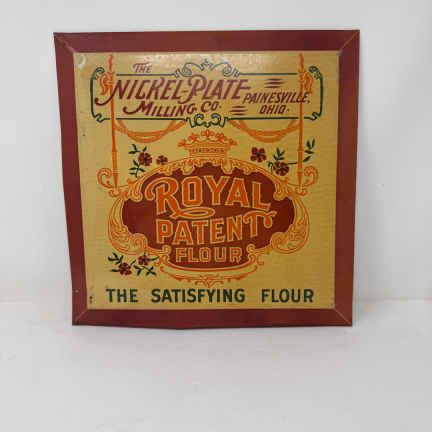 THE
NICKEL-PLATE
MILLING CO. PAINESVILLE,
OHIO.
ROYAL
PATENT
FLOUR
THE SATISFYING FLOUR